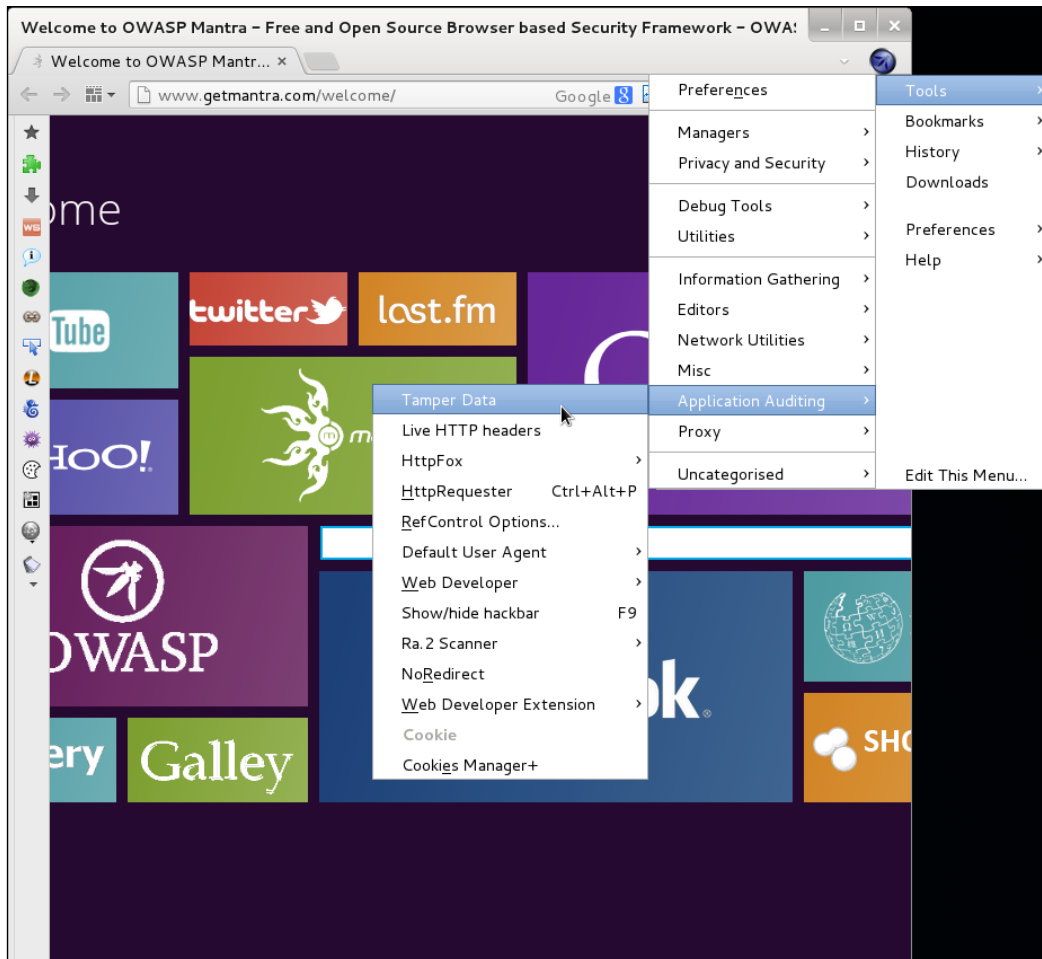 Welcome to OWASP Mantra – Free and Open Source Browser based Security Framework – OWA:
Welcome to OWASP Mantr... ×
www.getmantra.com/welcome/
Google 8
ome
Tube
twitter
lost.fm
HOO!
m
OWASP
ok.
ery
Galley
SHO
WS
Preferences
Managers
Privacy and Security
Debug Tools
Utilities
Information Gathering
Editors
Network Utilities
Misc
Application Auditing
Proxy
Uncategorised
Tools
Bookmarks
History
Downloads
Preferences
Help
Edit This Menu...
Tamper Data
Live HTTP headers
HttpFox
HttpRequester Ctrl+Alt+P
RefControl Options...
Default User Agent
Web Developer
Show/hide hackbar F9
Ra.2 Scanner
NoRedirect
Web Developer Extension
Cookie
Cookies Manager+